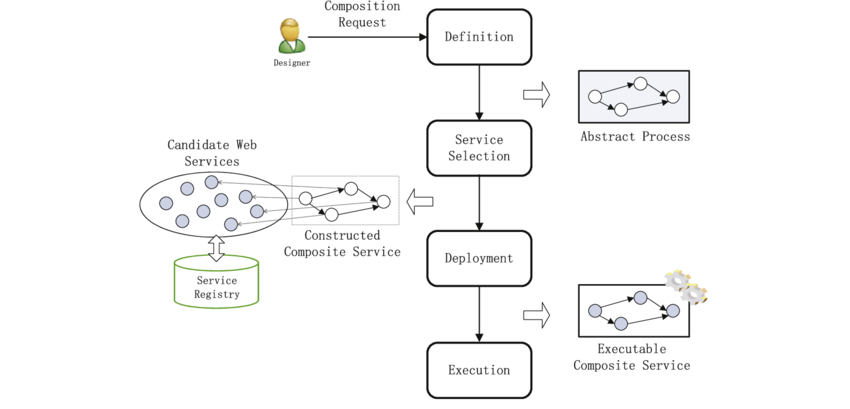 Composition
Request
Designer
Definition
Abstract Process
Service
Selection
Candidate Web
Services
Constructed
Composite Service
Service
Registry
Deployment
Executable
Composite Service
Execution